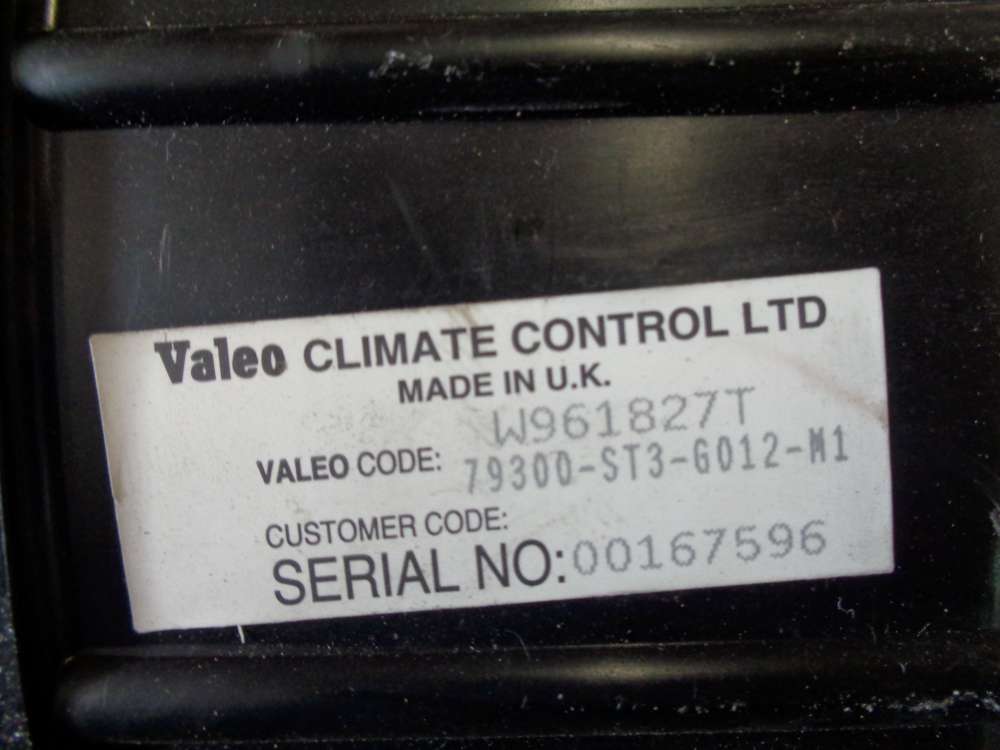 Valeo CLIMATE CONTROL LTD
MADE IN U.K.
W961827T
VALEO CODE: 79300-ST3-G012-M1
CUSTOMER CODE:
SERIAL NO: 00167596